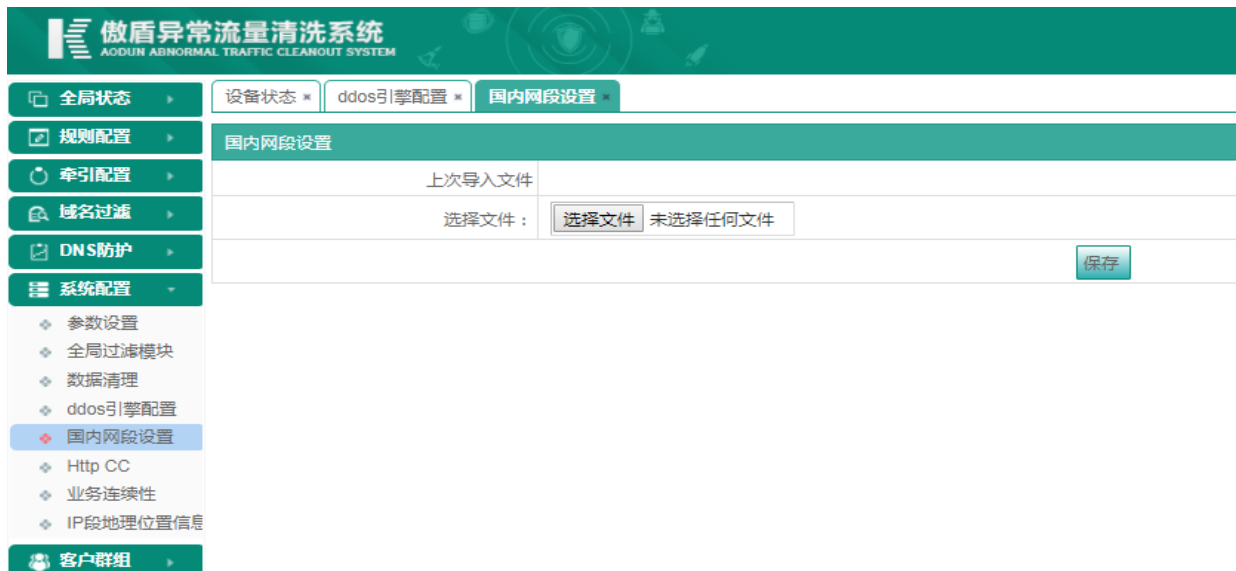 傲盾异常流量清洗系统
AODUN ABNORMAL TRAFFIC CLEANOUT SYSTEM
全局状态
规则配置
牵引配置
域名过滤
DNS防护
系统配置
参数设置
全局过滤模块
数据清理
ddos引擎配置
国内网段设置
Http CC
业务连续性
IP段地理位置信息
客户群组
设备状态 ddos引擎配置 国内网段设置
国内网段设置
上次导入文件
选择文件： 选择文件 未选择任何文件
保存